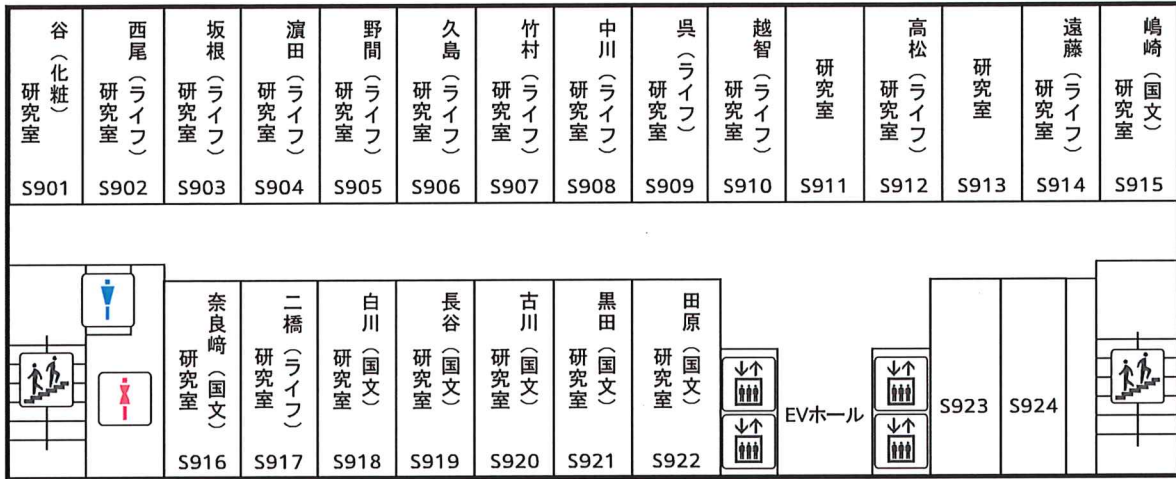 谷（化粧）
研究室
S901
西尾（ライフ）
研究室
S902
坂根（ライフ）
研究室
S903
濵田（ライフ）
研究室
S904
野間（ライフ）
研究室
S905
久島（ライフ）
研究室
S906
竹村（ライフ）
研究室
S907
中川（ライフ）
研究室
S908
呉（ライフ）
研究室
S909
越智（ライフ）
研究室
S910
研究室
S911
高松（ライフ）
研究室
S912
研究室
S913
遠藤（ライフ）
研究室
S914
嶋崎（国文）
研究室
S915
奈良﨑（国文）
研究室
S916
二橋（ライフ）
研究室
S917
白川（国文）
研究室
S918
長谷（国文）
研究室
S919
古川（国文）
研究室
S920
黒田（国文）
研究室
S921
田原（国文）
研究室
S922
EVホール
S923
S924